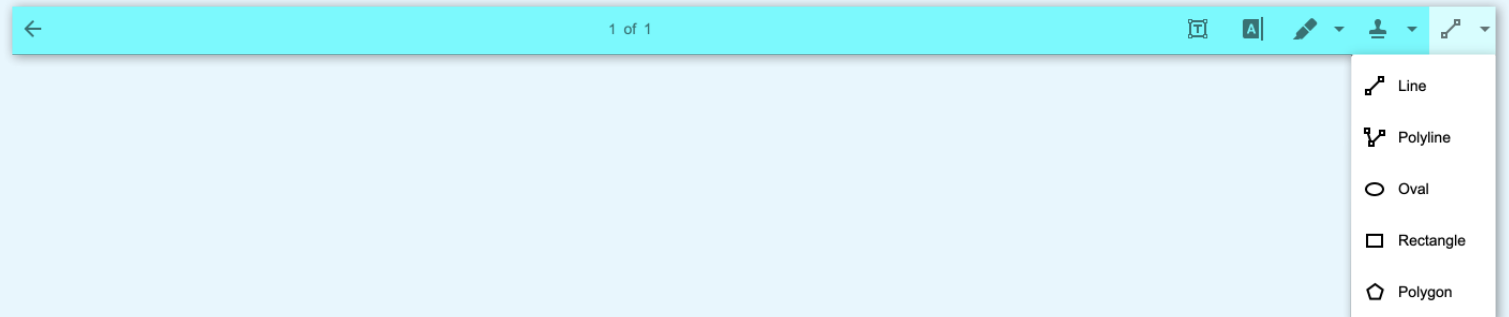 1 of 1
T
A
Line
Polyline
Oval
Rectangle
Polygon